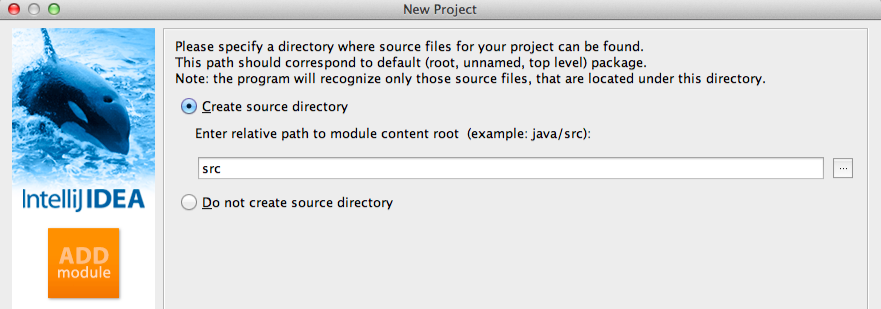 New Project
Please specify a directory where source files for your project can be found.
This path should correspond to default (root, unnamed, top level) package.
Note: the program will recognize only those source files, that are located under this directory.
Create source directory
Enter relative path to module content root (example: java/src):
src
...
Do not create source directory
IntelliJIDEA
ADD
module